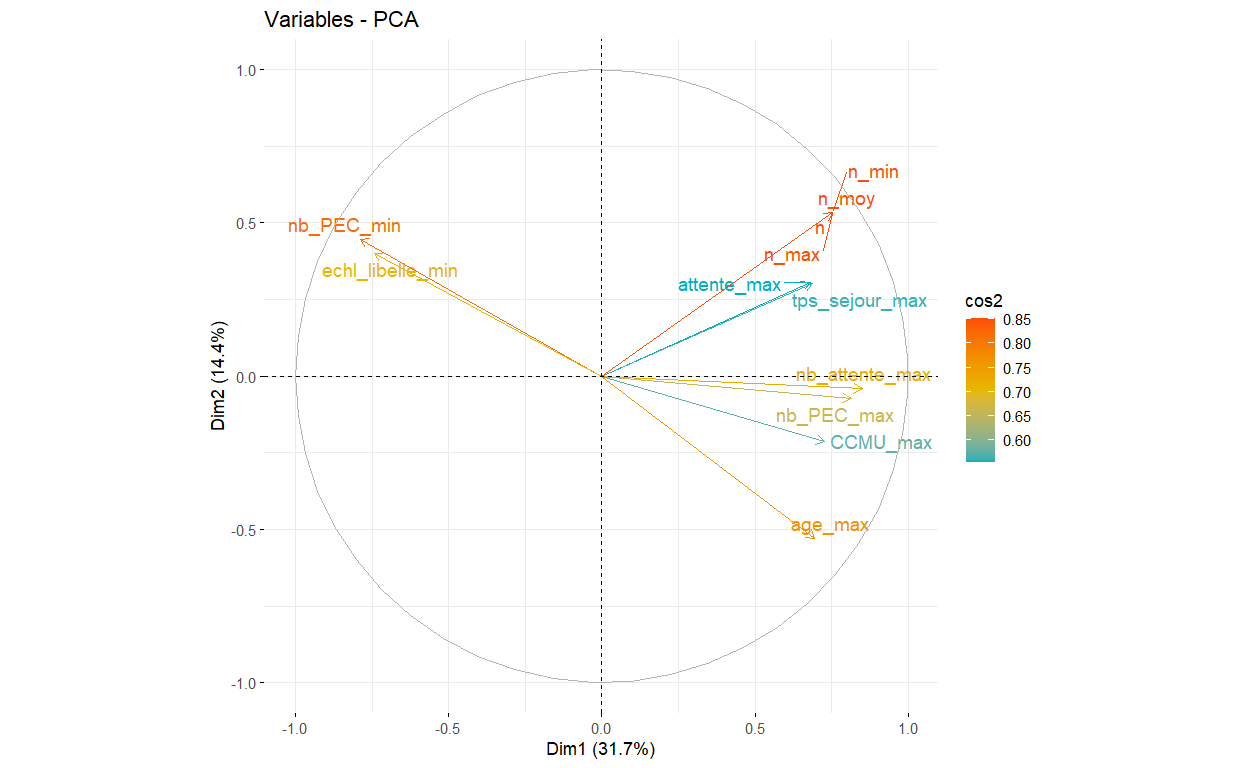 Variables - PCA
1.0
0.5
0.0
-0.5
-1.0
Dim2 (14.4%)
n_min
n_moy
n
n_max
nb_PEC_min
echl_libelle_min
attente_max
tps_sejour_max
nb_attente_max
nb_PEC_max
CCMU_max
age_max
-1.0
-0.5
0.0
0.5
1.0
Dim1 (31.7%)
cos2
0.85
0.80
0.75
0.70
0.65
0.60